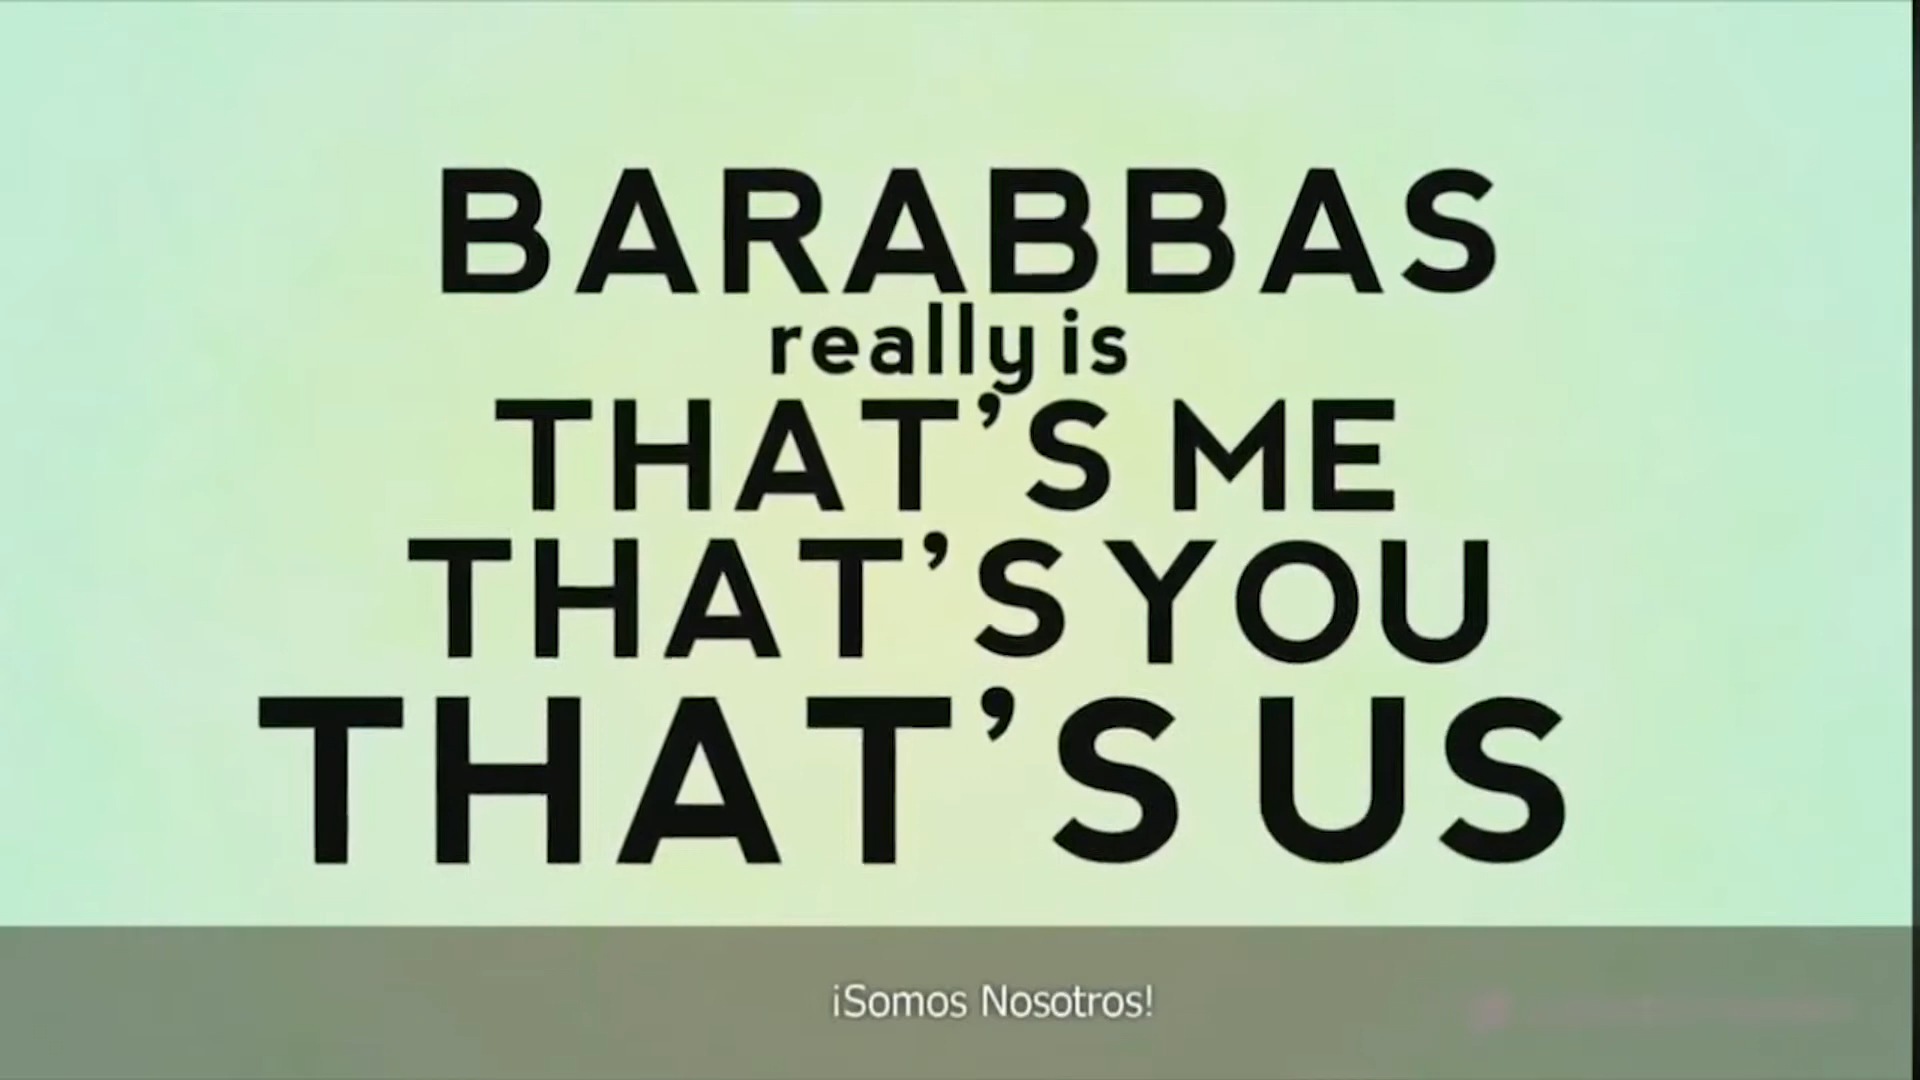 BARABBAS
really is
THAT'S ME
THAT'S YOU
THAT'S US
¡Somos Nosotros!